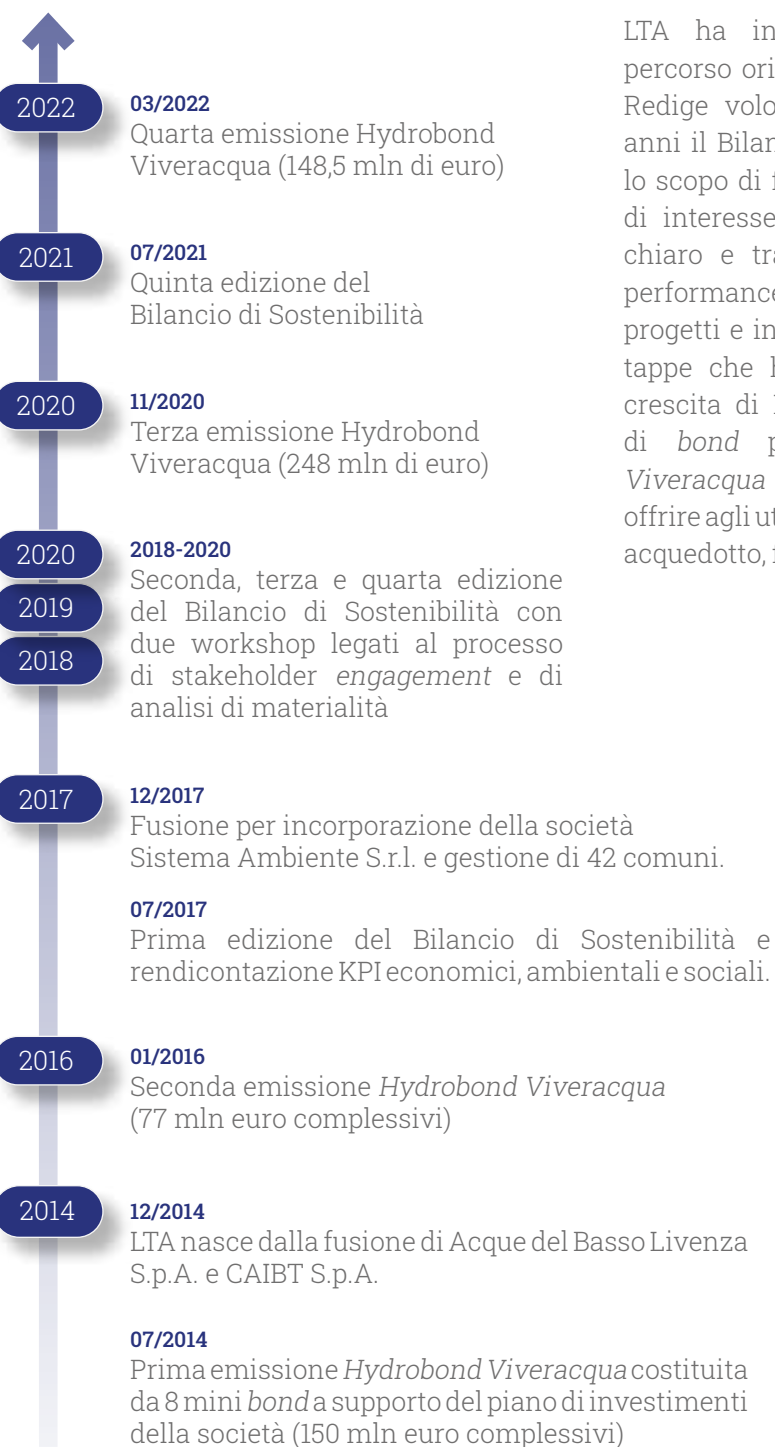 2022
03/2022
Quarta emissione Hydrobond
Viveracqua (148,5 mln di euro)
2021
07/2021
Quinta edizione del
Bilancio di Sostenibilità
2020
11/2020
Terza emissione Hydrobond
Viveracqua (248 mln di euro)
2020
2019
2018
2018-2020
Seconda, terza e quarta edizione
del Bilancio di Sostenibilità con
due workshop legati al processo
di stakeholder engagement e di
analisi di materialità
2017
12/2017
Fusione per incorporazione della società
Sistema Ambiente S.r.l. e gestione di 42 comuni.
07/2017
Prima edizione del Bilancio di Sostenibilità e
rendicontazione KPI economici, ambientali e sociali.
2016
01/2016
Seconda emissione Hydrobond Viveracqua
(77 mln euro complessivi)
2014
12/2014
LTA nasce dalla fusione di Acque del Basso Livenza
S.p.A. e CAIBT S.p.A.
07/2014
Prima emissione Hydrobond Viveracqua costituita
da 8 mini bond a supporto del piano di investimenti
della società (150 mln euro complessivi)
LTA ha in
percorso ori
Redige volo
anni il Bilan
lo scopo di
di interesse
chiaro e tra
performance
progetti e in
tappe che
crescita di
di bond
Viveracqua
offrire agli ut
acquedotto,